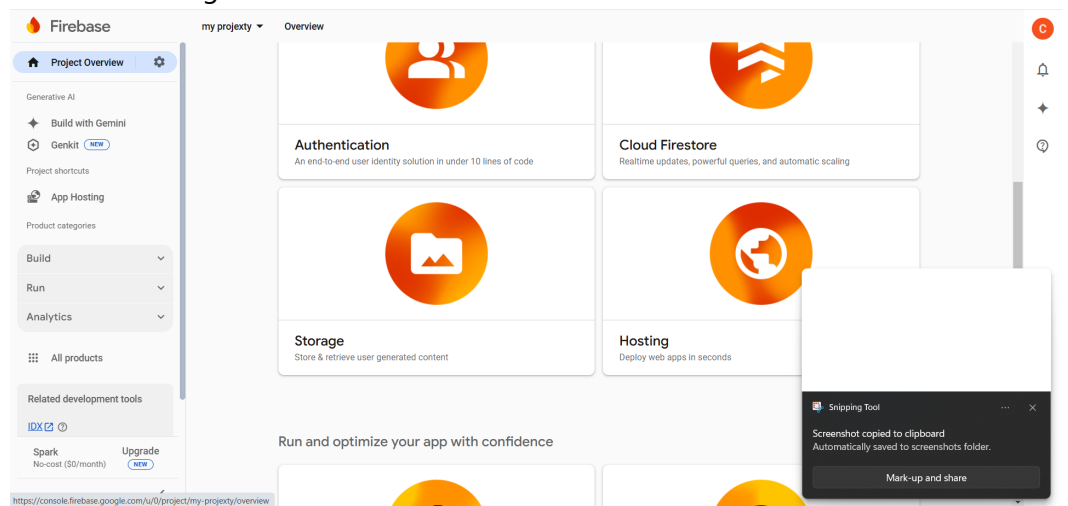 Firebase
my projexty
Overview
Project Overview
Generative AI
Build with Gemini
Genkit NEW
Project shortcuts
App Hosting
Product categories
Build
Run
Analytics
All products
Related development tools
IDX
Spark
No-cost ($0/month)
Upgrade
NEW
https://console.firebase.google.com/u/0/project/my-projexty/overview
Authentication
An end-to-end user identity solution in under 10 lines of code
Cloud Firestore
Realtime updates, powerful queries, and automatic scaling
Storage
Store & retrieve user generated content
Hosting
Deploy web apps in seconds
Run and optimize your app with confidence
C
Snipping Tool
Screenshot copied to clipboard
Automatically saved to screenshots folder.
Mark-up and share